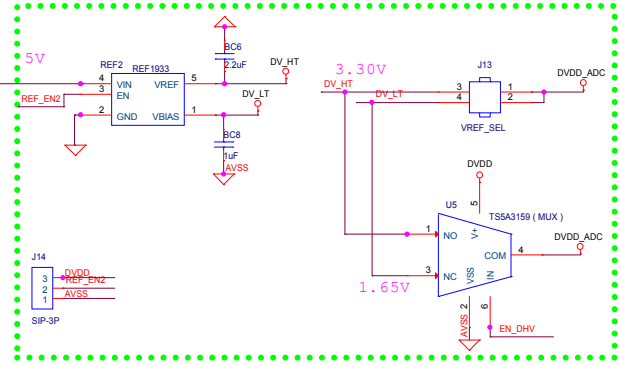 5V
REF2
REF1933
BC6
2.2uF
DV_HT
4
VIN
VREF
5
3
EN
REF_EN2
DV_LT
2
GND
VBIAS
1
BC8
1uF
AVSS
3.30V
J13
DV_HT
3
1
DVDD_ADC
DV_LT
4
2
VREF_SEL
DVDD
5
U5
TS5A3159 ( MUX )
1
NO
V+
COM
4
DVDD_ADC
3
NC
VSS
IN
1.65V
AVSS
2
6
EN_DHV
J14
3
DVDD
2
REF_EN2
1
AVSS
SIP-3P